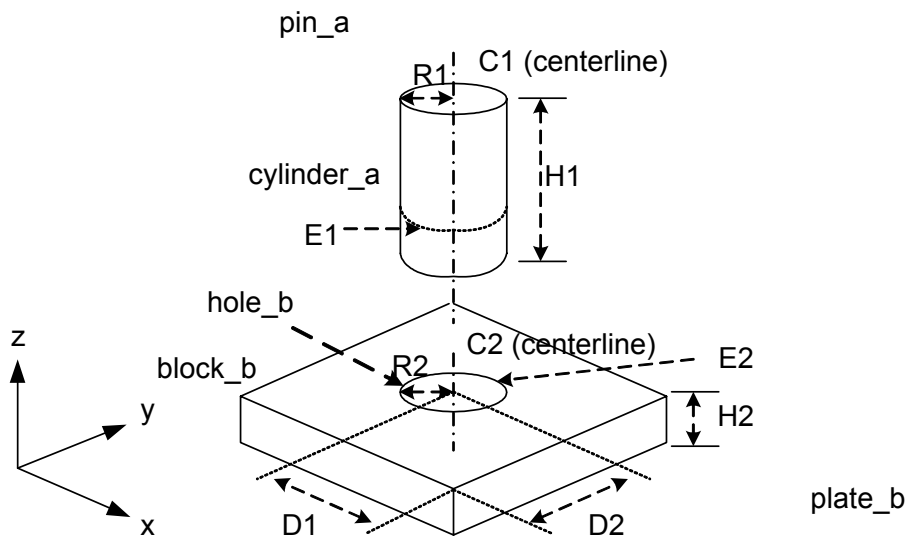 pin_a
C1 (centerline)
R1
cylinder_a
H1
E1
hole_b
z
C2 (centerline)
E2
block_b
R2
y
H2
x
D1
D2
plate_b